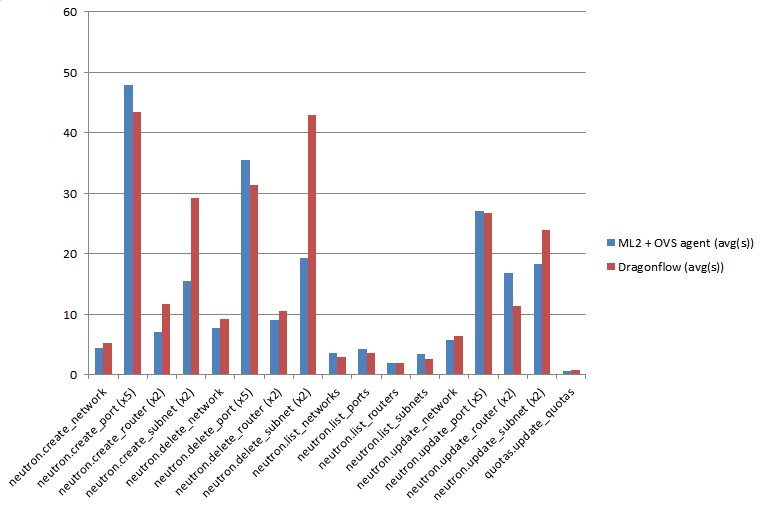 60
50
40
30
20
10
0
neutron.create_network
neutron.create_port (x5)
neutron.create_router (x2)
neutron.create_subnet (x2)
neutron.delete_network
neutron.delete_port (x5)
neutron.delete_router (x2)
neutron.delete_subnet (x2)
neutron.list_networks
neutron.list_ports
neutron.list_routers
neutron.list_subnets
neutron.update_network
neutron.update_port (x5)
neutron.update_router (x2)
neutron.update_subnet (x2)
quotas.update_quotas
ML2 + OVS agent (avg(s))
Dragonflow (avg(s))